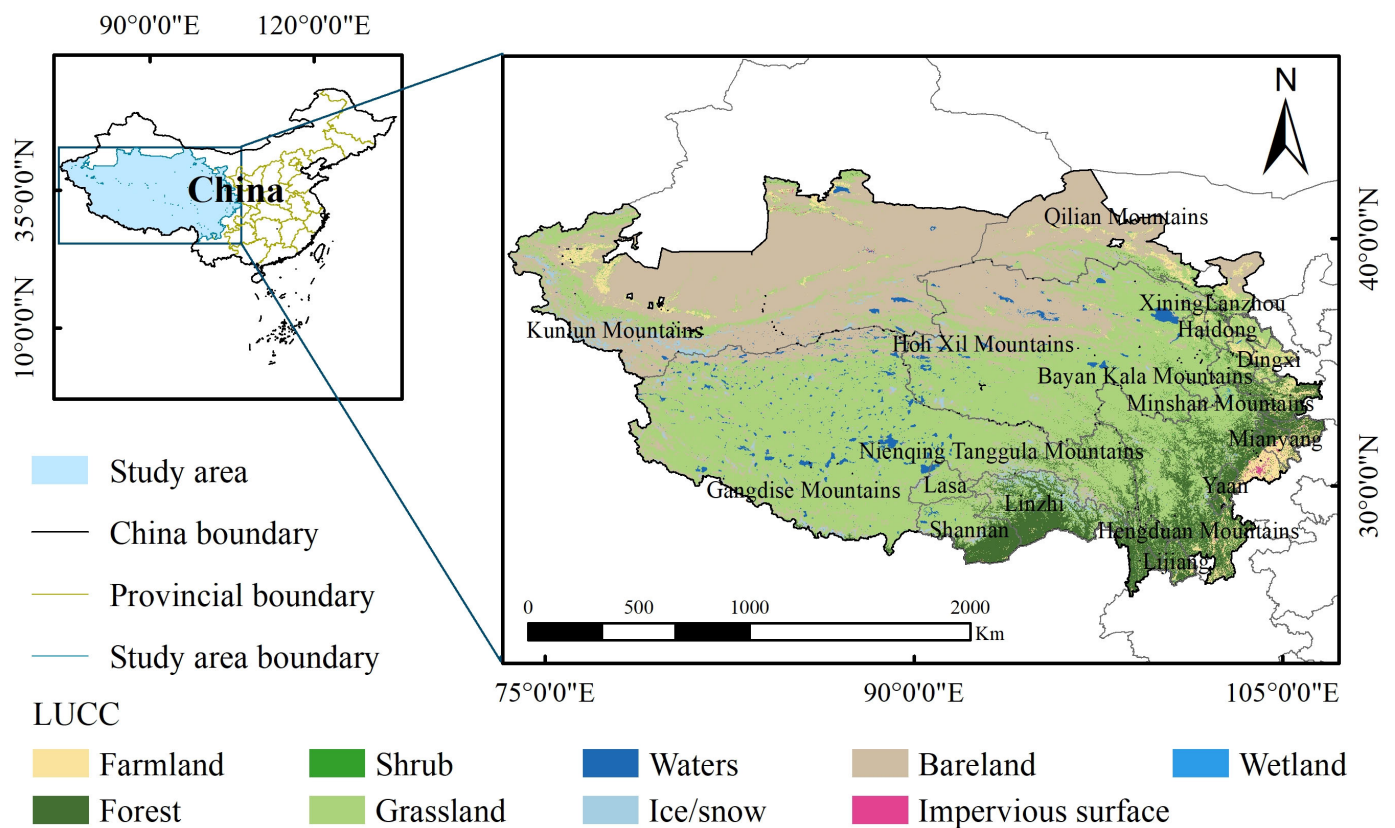 90°0'0"E
120°0'0"E
35°0'0"N
10°0'0"N
China
N
40°0'0"N
30°0'0"N
Qilian Mountains
XiningLanzhou
Haidong
Kunlun Mountains
Hoh Xil Mountains
Dingxi
Bayan Kala Mountains
Minshan Mountains
Mianyang
Nienqing Tanggula Mountains
Gangdise Mountains
Lasa
Yaan
Linzhi
Shannan
Hengduan Mountains
Lijiang
0 500 1000 2000
Km
75°0'0"E
90°0'0"E
105°0'0"E
Study area
China boundary
Provincial boundary
Study area boundary
LUCC
Farmland
Shrub
Waters
Bareland
Wetland
Forest
Grassland
Ice/snow
Impervious surface